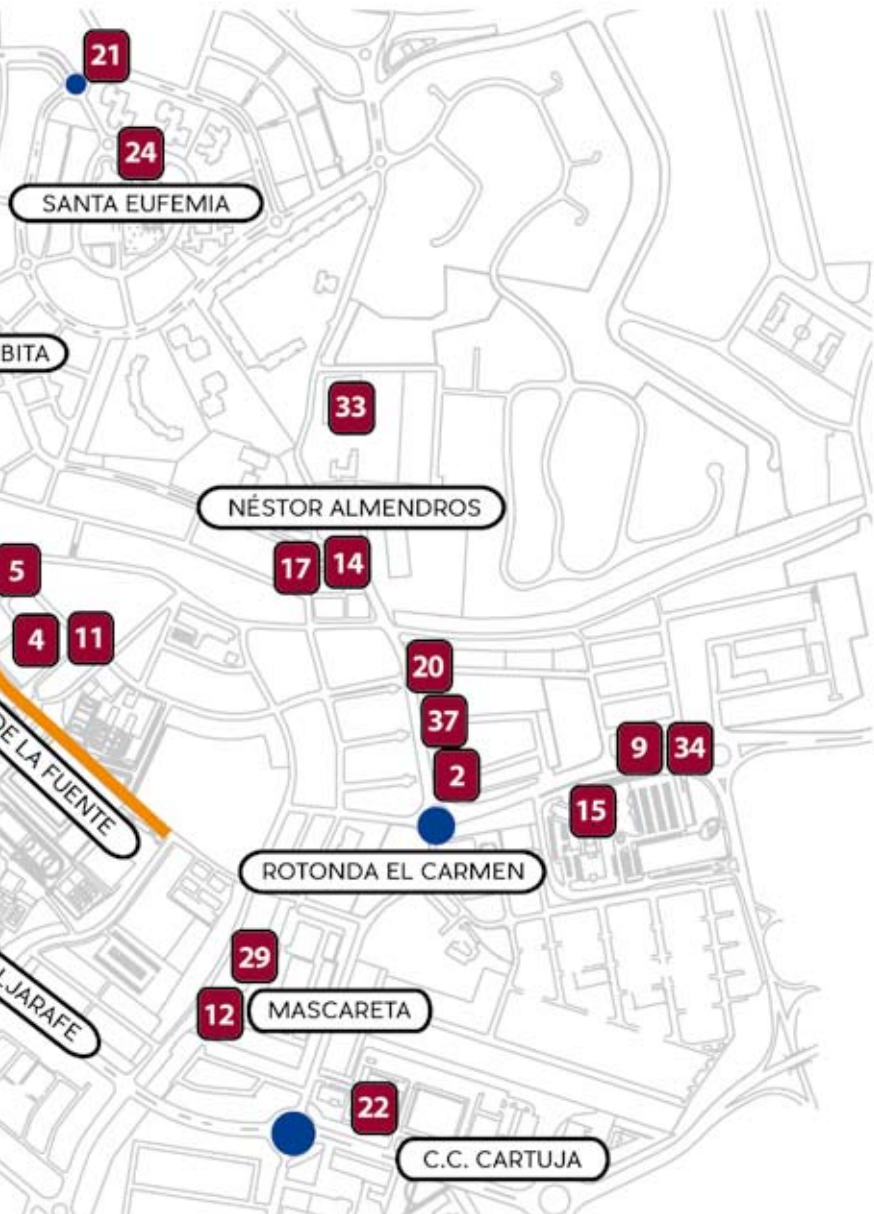 21
24
SANTA EUFEMIA
BITA
33
NÉSTOR ALMENDROS
17 14
5
4 11
20
37
9 34
2
15
DE LA FUENTE
ROTONDA EL CARMEN
29
LJARAFE
12 MASCARETA
22
C.C. CARTUJA